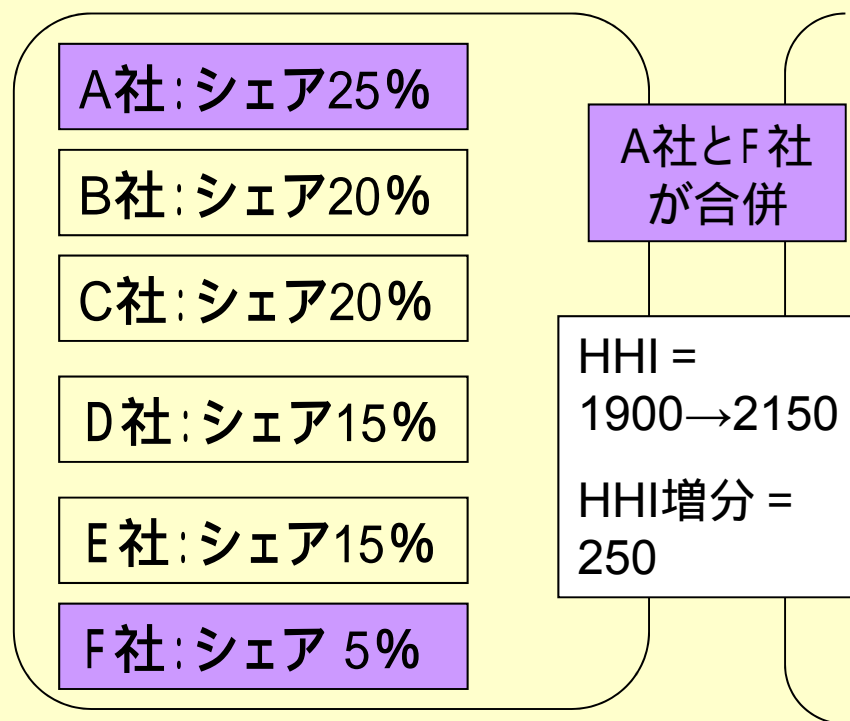 A社:シェア25%
B社:シェア20%
C社:シェア20%
D社:シェア15%
E社:シェア15%
F社:シェア 5%
A社とF社
が合併
HHI =
1900→2150
HHI増分 =
250